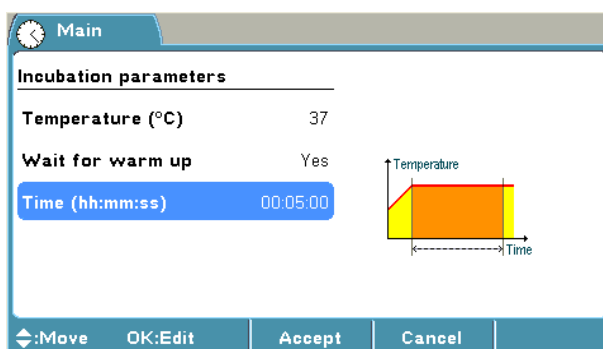 Main
Incubation parameters
Temperature (°C) 37
Wait for warm up Yes
Time (hh:mm:ss) 00:05:00
Temperature
Time
:Move OK:Edit Accept Cancel